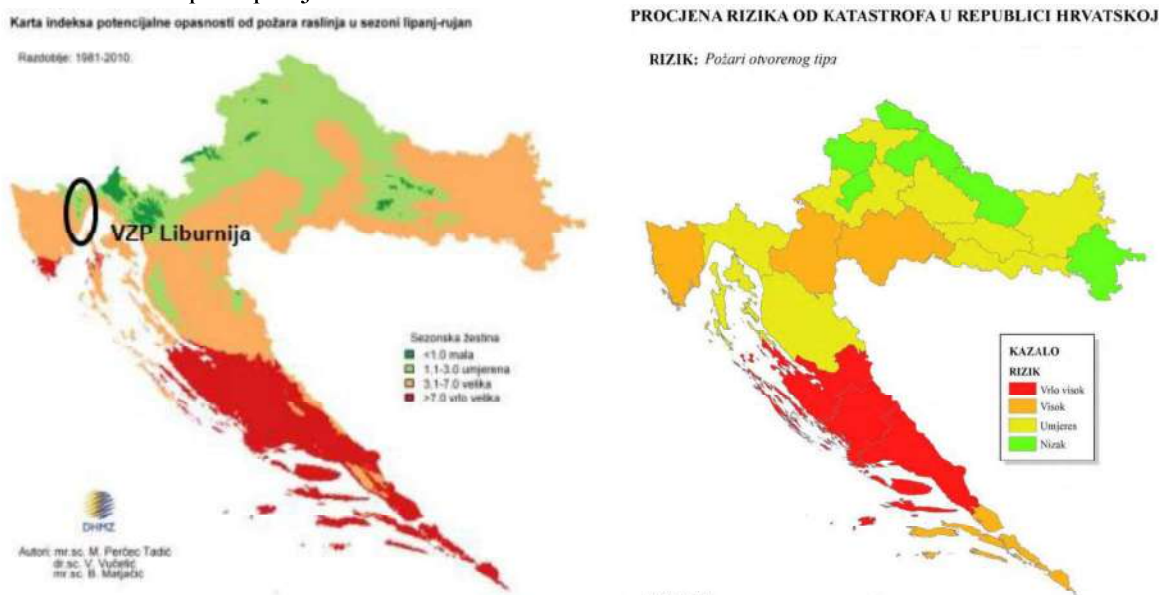 Karta indeksa potencijalne opasnosti od požara raslinja u sezoni lipanj-rujan
Razdoblje: 1981-2010.
VZP Liburnija
Sezonska žestina
<1.0 mala
1.1-3.0 umjerena
3.1-7.0 velika
>7.0 vrlo velika
DHMZ
Autori: mr.sc. M. Perčec Tadić
dr.sc. V. Vučetić
mr.sc. B. Matjačić
PROCJENA RIZIKA OD KATASTROFA U REPUBLICI HRVATSKOJ
RIZIK: Požari otvorenog tipa
KAZALO
RIZIK
Vrlo visok
Visok
Umjeren
Nizak